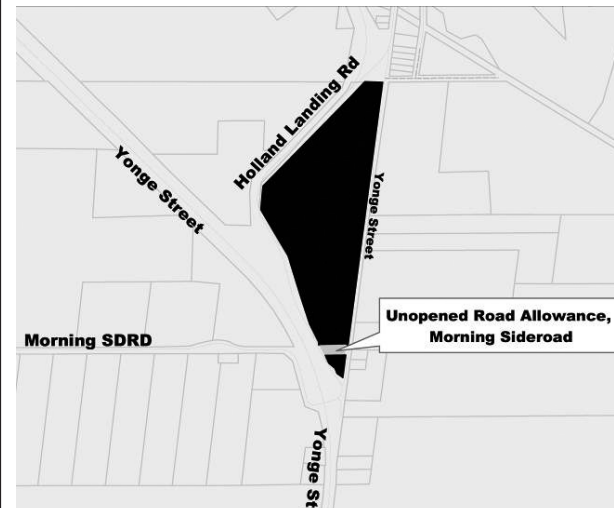 Holland Landing Rd
Yonge Street
Yonge Street
Unopened Road Allowance,
Morning Sideroad
Morning SDRD
Yonge St